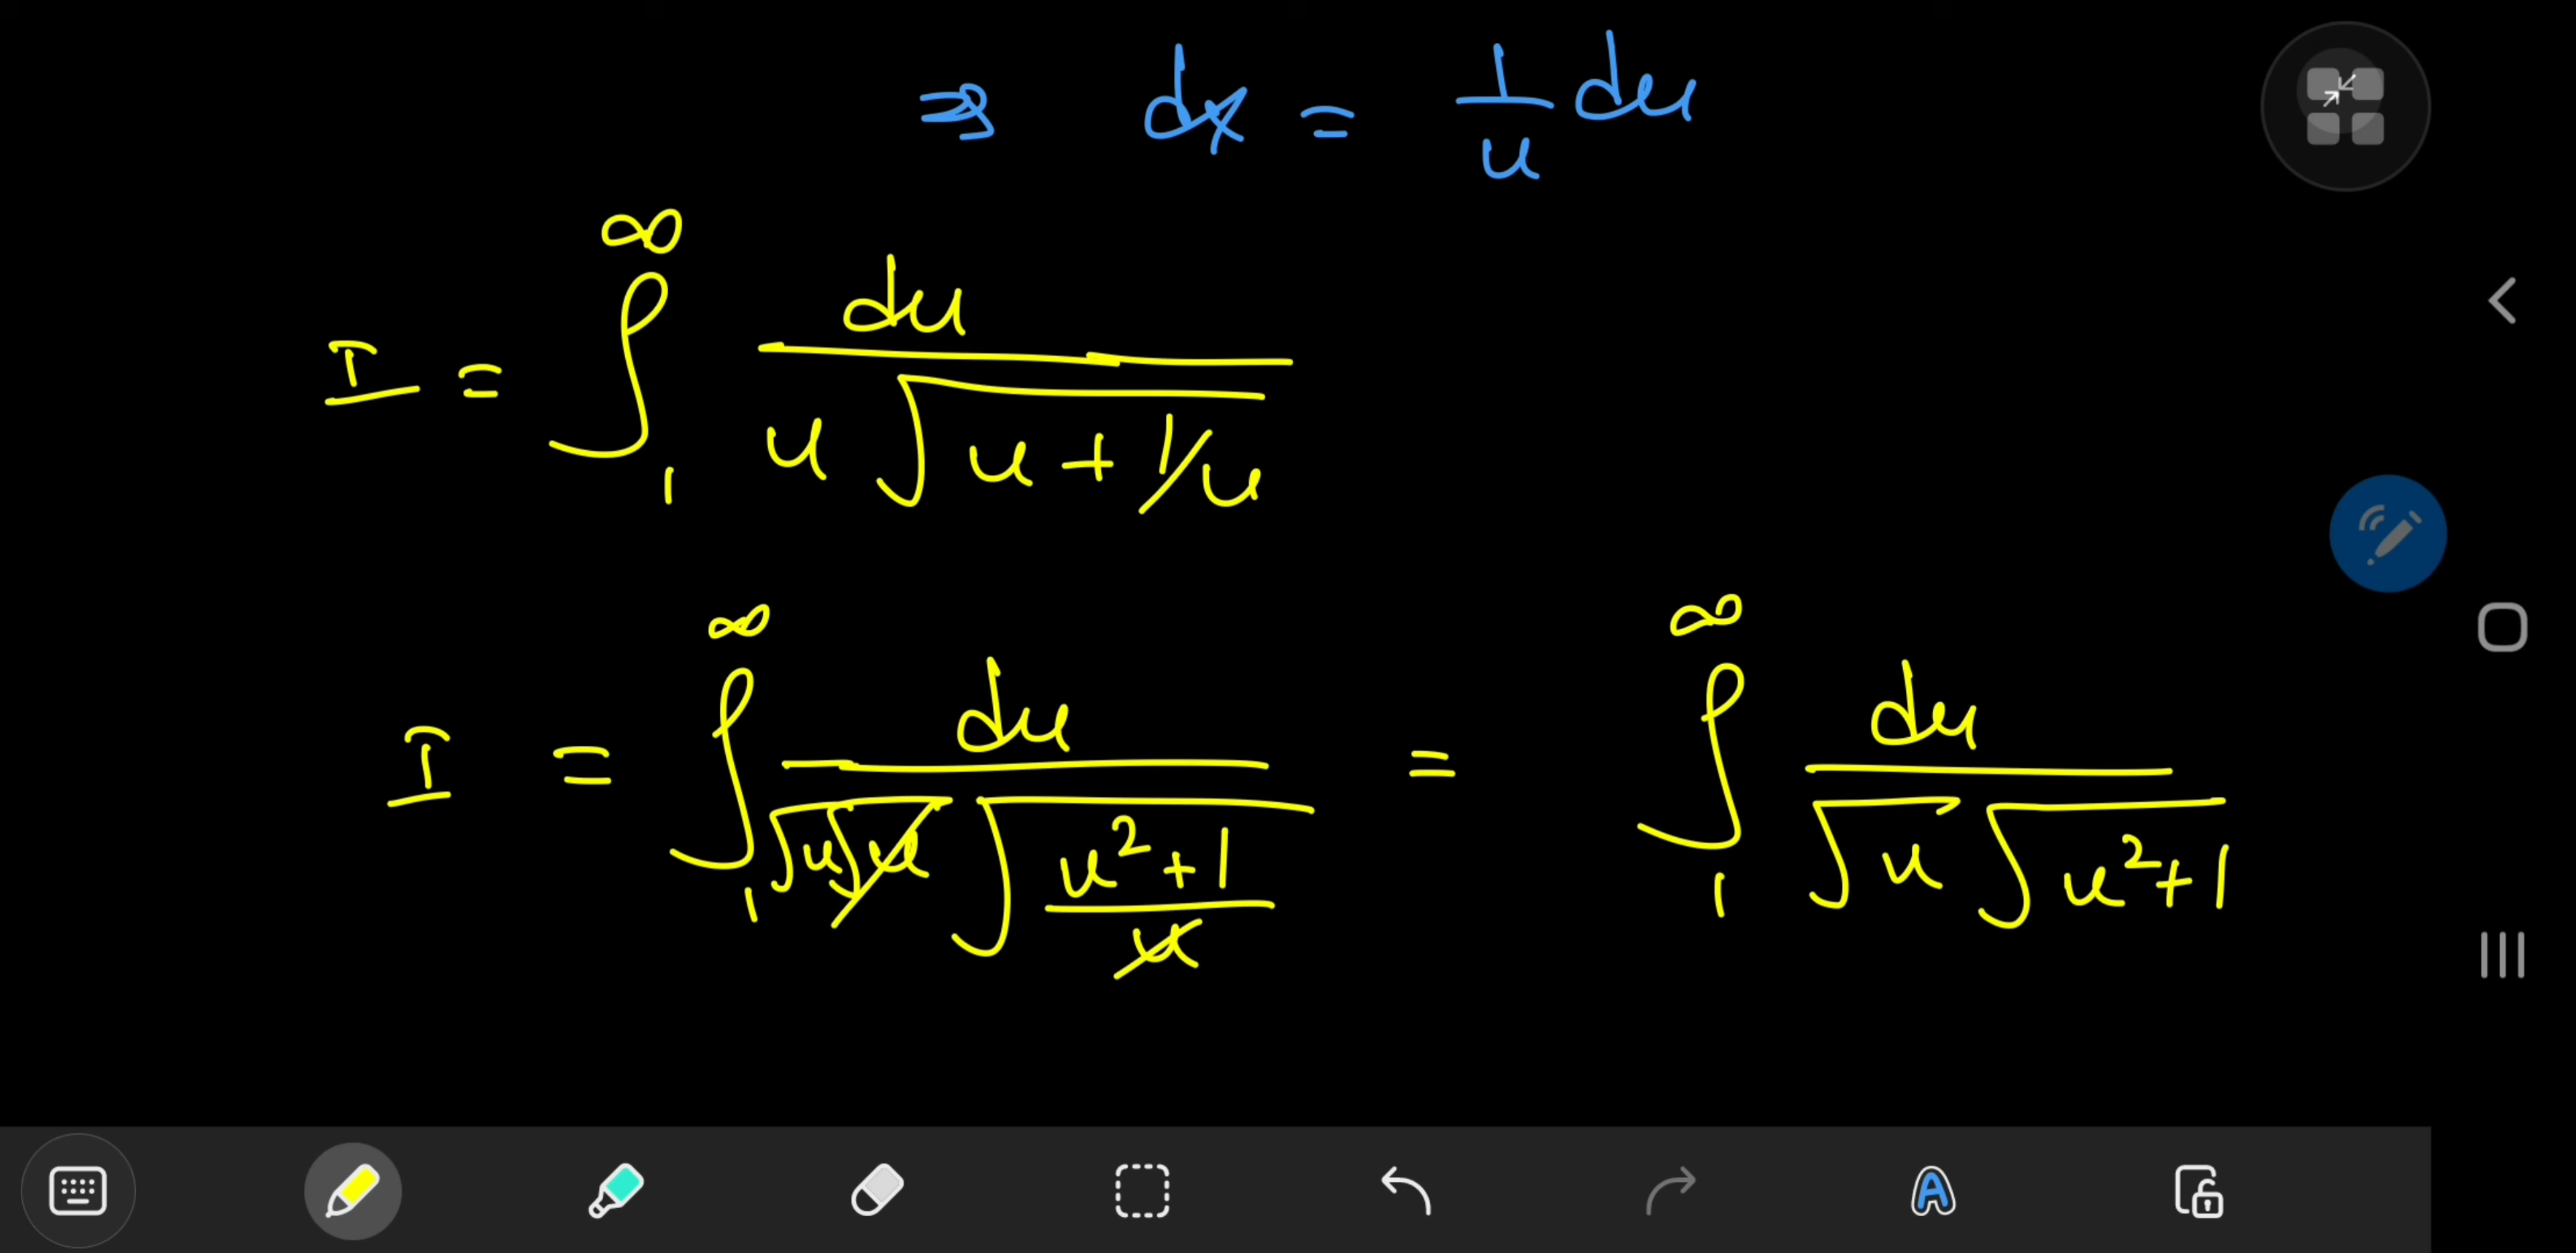 ⇒ dx = 1/u du
I = ∫₁^∞ du / (u √(u + 1/u))
I = ∫₁^∞ du / (√u √u √((u²+1)/u)) = ∫₁^∞ du / (√u √(u²+1))
A